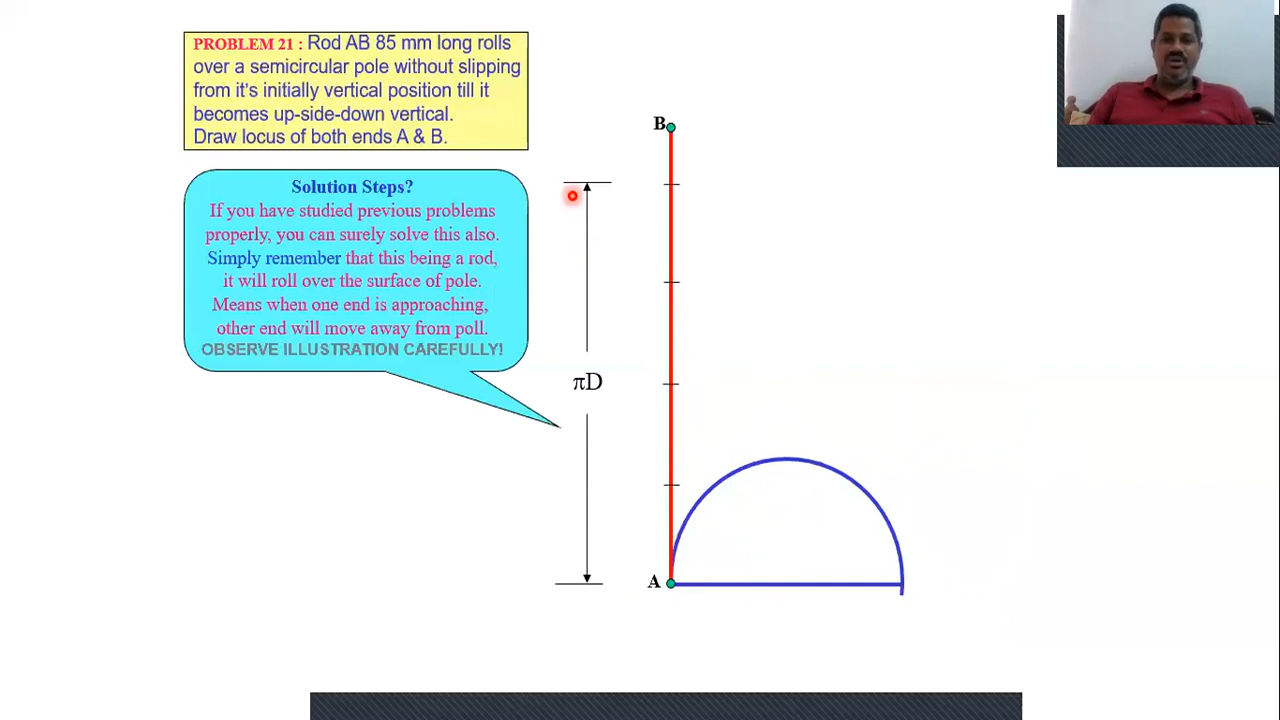 PROBLEM 21 : Rod AB 85 mm long rolls
over a semicircular pole without slipping
from it's initially vertical position till it
becomes up-side-down vertical.
Draw locus of both ends A & B.
Solution Steps?
If you have studied previous problems
properly, you can surely solve this also.
Simply remember that this being a rod,
it will roll over the surface of pole.
Means when one end is approaching,
other end will move away from poll.
OBSERVE ILLUSTRATION CAREFULLY!
B
πD
A